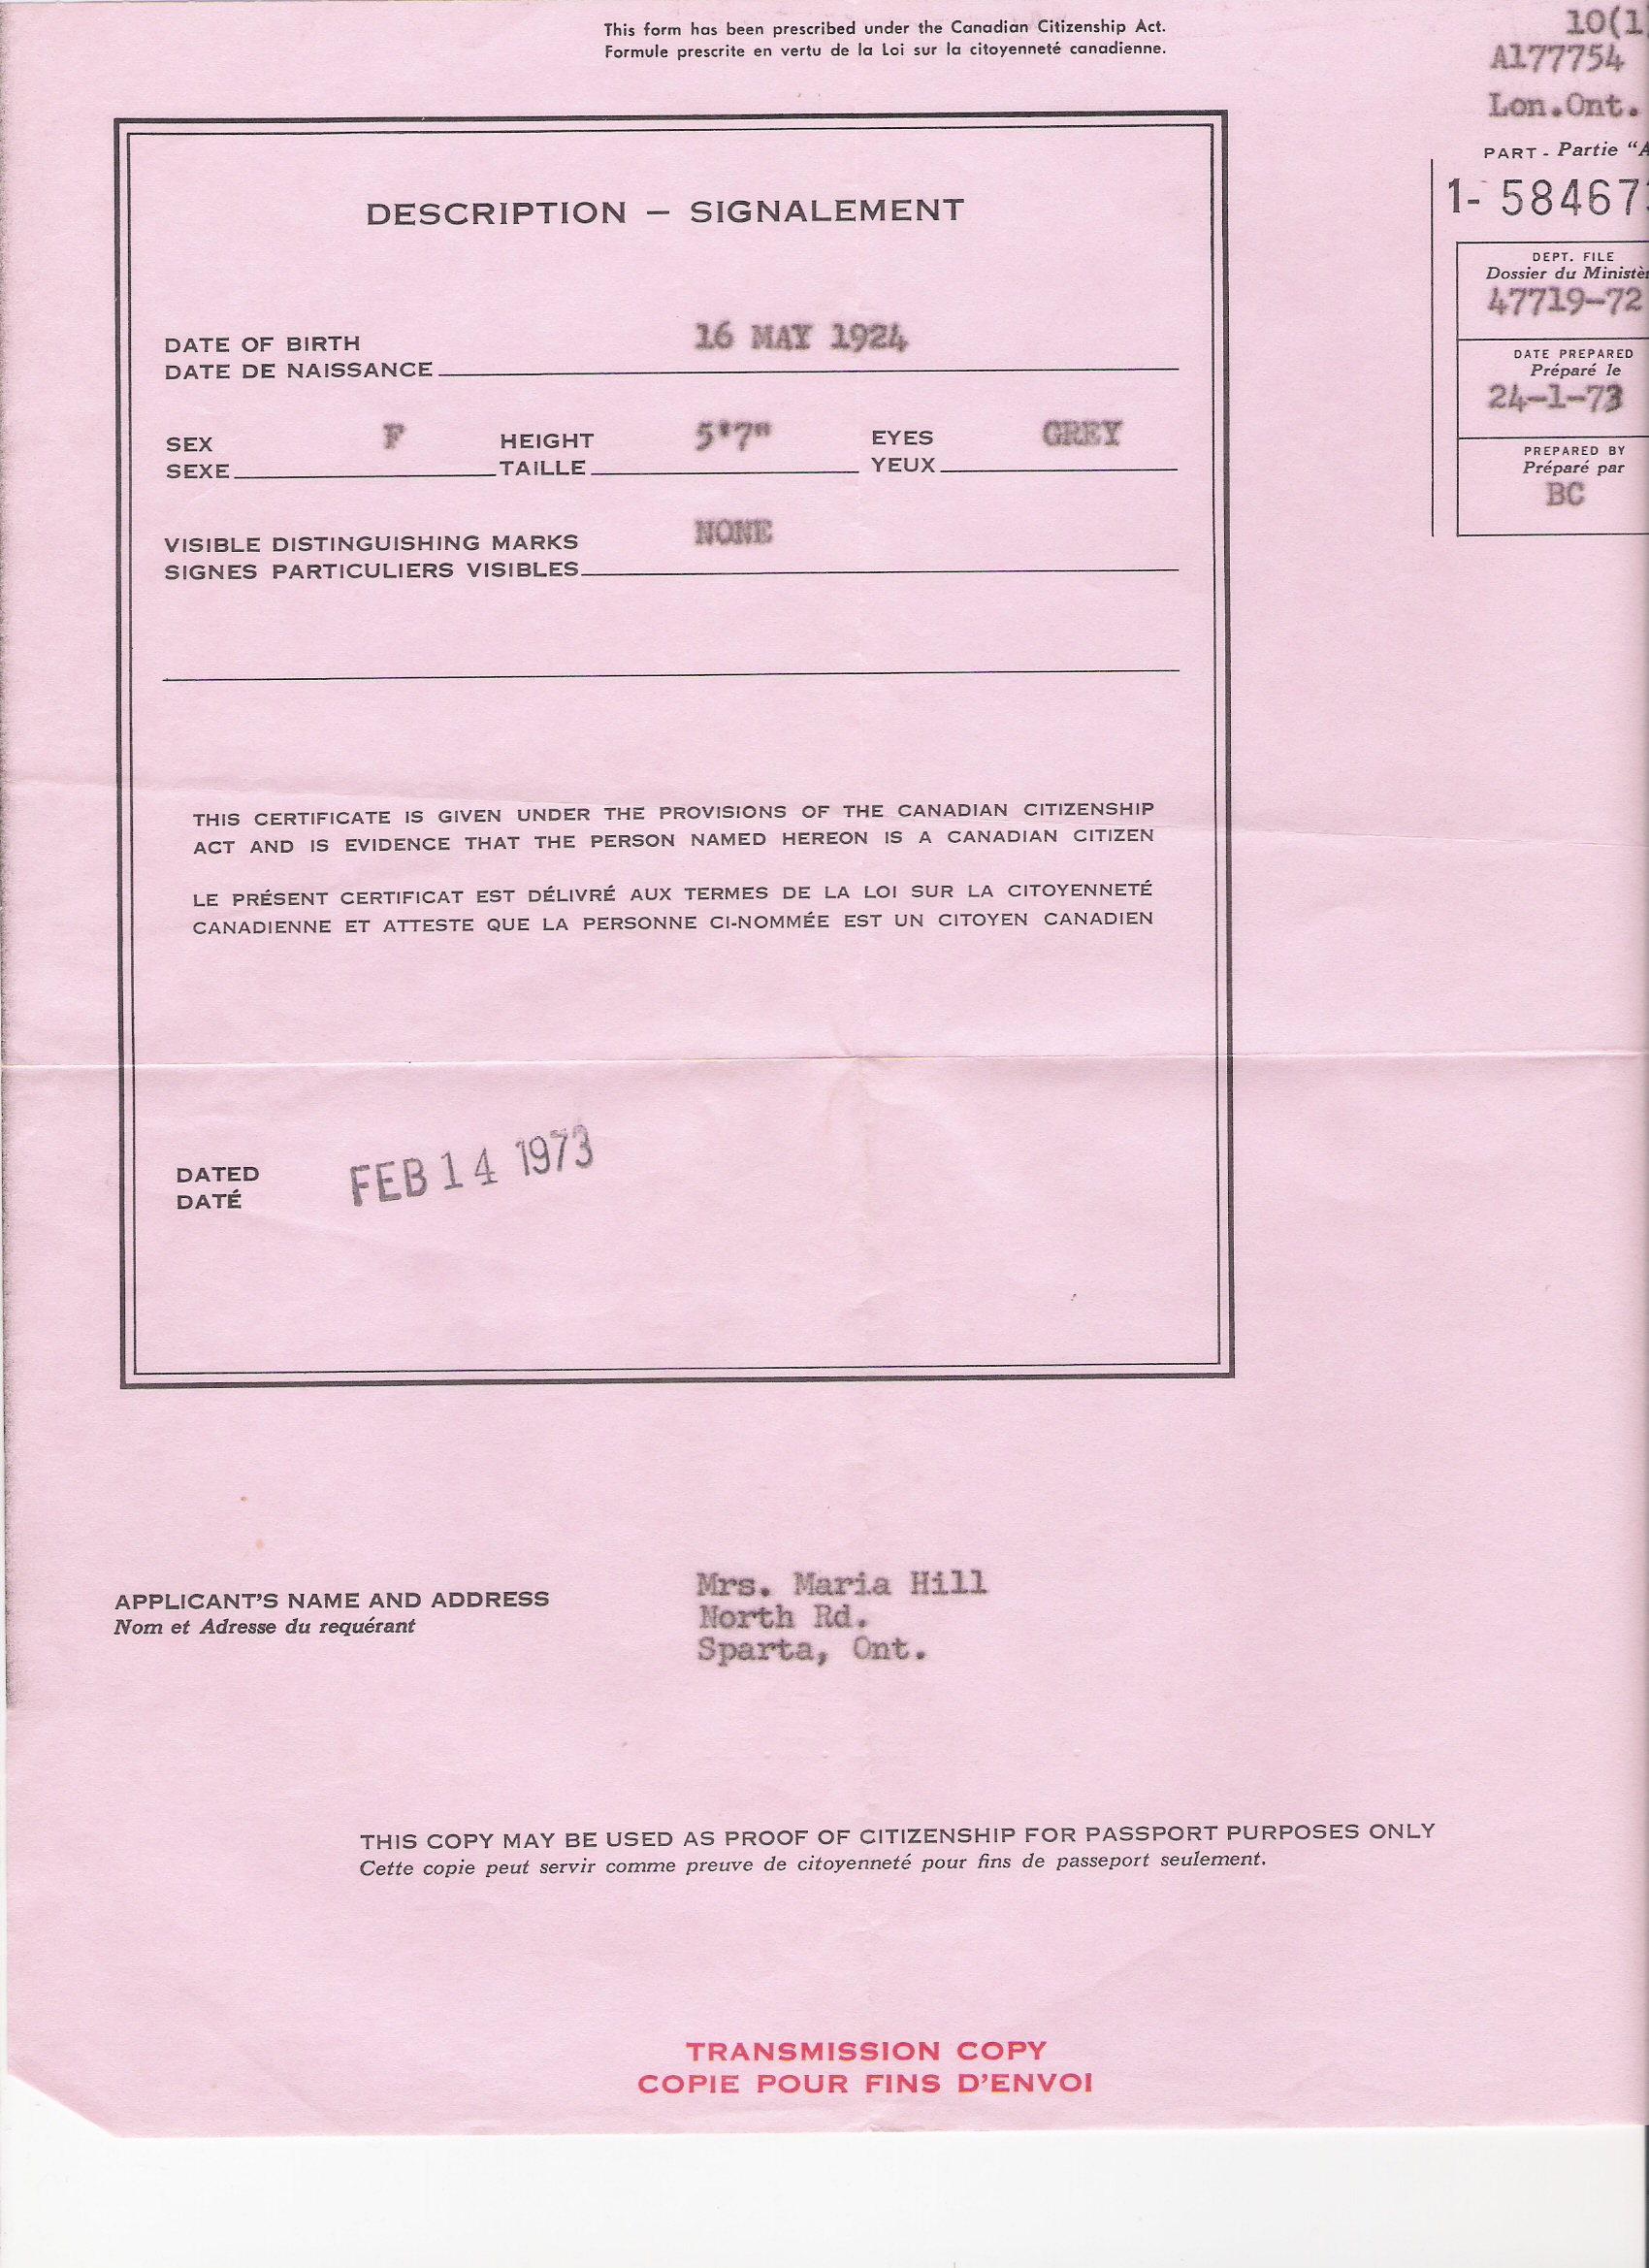 This form has been prescribed under the Canadian Citizenship Act.
Formule prescrite en vertu de la Loi sur la citoyenneté canadienne.
10(1
A177754
Lon.Ont.
PART - Partie "A
1- 58467
DEPT. FILE
Dossier du Ministè
47719-72
DATE PREPARED
Préparé le
24-1-73
PREPARED BY
Préparé par
BC
DESCRIPTION – SIGNALEMENT
DATE OF BIRTH 16 MAY 1924
DATE DE NAISSANCE
SEX F HEIGHT 5'7" EYES GREY
SEXE TAILLE YEUX
VISIBLE DISTINGUISHING MARKS NONE
SIGNES PARTICULIERS VISIBLES
THIS CERTIFICATE IS GIVEN UNDER THE PROVISIONS OF THE CANADIAN CITIZENSHIP
ACT AND IS EVIDENCE THAT THE PERSON NAMED HEREON IS A CANADIAN CITIZEN
LE PRÉSENT CERTIFICAT EST DÉLIVRÉ AUX TERMES DE LA LOI SUR LA CITOYENNETÉ
CANADIENNE ET ATTESTE QUE LA PERSONNE CI-NOMMÉE EST UN CITOYEN CANADIEN
DATED FEB 14 1973
DATÉ
APPLICANT'S NAME AND ADDRESS Mrs. Maria Hill
Nom et Adresse du requérant North Rd.
Sparta, Ont.
THIS COPY MAY BE USED AS PROOF OF CITIZENSHIP FOR PASSPORT PURPOSES ONLY
Cette copie peut servir comme preuve de citoyenneté pour fins de passeport seulement.
TRANSMISSION COPY
COPIE POUR FINS D'ENVOI